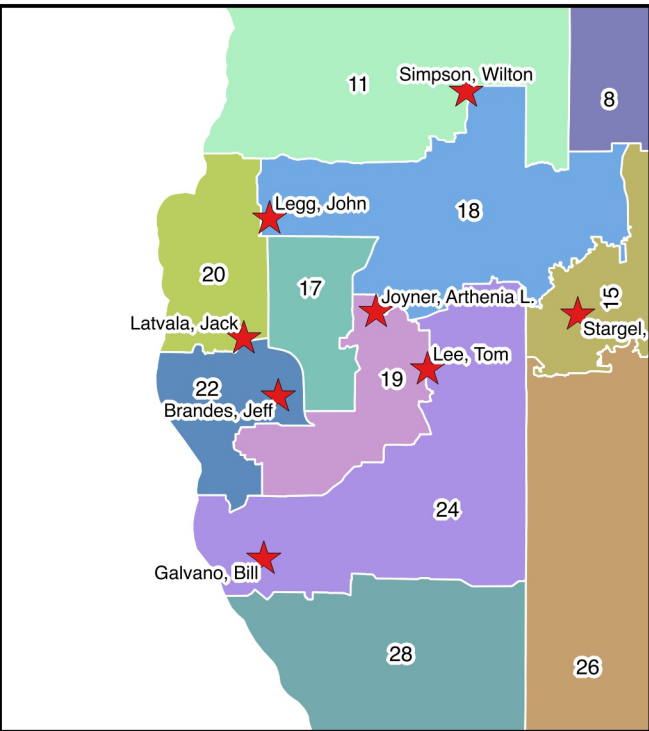 Simpson, Wilton
11
8
Legg, John
18
20
17
15
Joyner, Arthenia L.
Latvala, Jack
Stargel,
Lee, Tom
19
22
Brandes, Jeff
24
Galvano, Bill
28
26